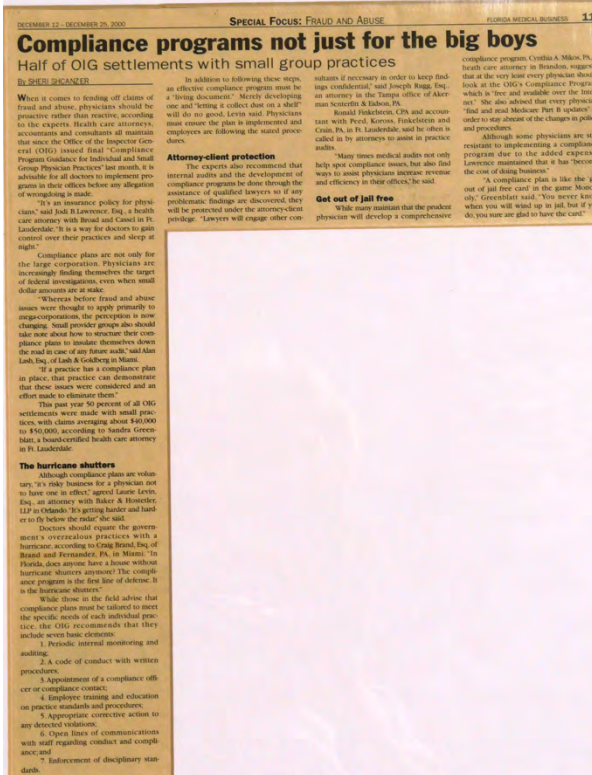 DECEMBER 12 – DECEMBER 25, 2000
SPECIAL FOCUS: FRAUD AND ABUSE
FLORIDA MEDICAL BUSINESS 11
Compliance programs not just for the big boys
Half of OIG settlements with small group practices
By SHERI SHCANZER
When it comes to fending off claims of
fraud and abuse, physicians should be
proactive rather than reactive, according
to the experts. Health care attorneys,
accountants and consultants all maintain
that since the Office of the Inspector Gen-
eral (OIG) issued final "Compliance
Program Guidance for Individual and Small
Group Physician Practices" last month, it is
advisable for all doctors to implement pro-
grams in their offices before any allegation
of wrongdoing is made.
"It's an insurance policy for physi-
cians," said Jodi B.Lawrence, Esq., a health
care attorney with Broad and Cassel in Ft.
Lauderdale. "It is a way for doctors to gain
control over their practices and sleep at
night."
Compliance plans are not only for
the large corporation. Physicians are
increasingly finding themselves the target
of federal investigations, even when small
dollar amounts are at stake.
"Whereas before fraud and abuse
issues were thought to apply primarily to
mega-corporations, the perception is now
changing. Small provider groups also should
take note about how to structure their com-
pliance plans to insulate themselves down
the road in case of any future audit," said Alan
Lash, Esq., of Lash & Goldberg in Miami.
"If a practice has a compliance plan
in place, that practice can demonstrate
that these issues were considered and an
effort made to eliminate them."
This past year 50 percent of all OIG
settlements were made with small prac-
tices, with claims averaging about $40,000
to $50,000, according to Sandra Green-
blatt, a board-certified health care attorney
in Ft. Lauderdale.
The hurricane shutters
Although compliance plans are volun-
tary, "it's risky business for a physician not
to have one in effect," agreed Laurie Levin,
Esq., an attorney with Baker & Hostetler,
LLP in Orlando. "It's getting harder and hard-
er to fly below the radar," she said.
Doctors should equate the govern-
ment's overzealous practices with a
hurricane, according to Craig Brand, Esq. of
Brand and Fernandez, PA, in Miami. "In
Florida, does anyone have a house without
hurricane shutters anymore? The compli-
ance program is the first line of defense. It
is the hurricane shutters."
While those in the field advise that
compliance plans must be tailored to meet
the specific needs of each individual prac-
tice, the OIG recommends that they
include seven basic elements:
1. Periodic internal monitoring and
auditing;
2. A code of conduct with written
procedures;
3. Appointment of a compliance offi-
cer or compliance contact;
4. Employee training and education
on practice standards and procedures;
5. Appropriate corrective action to
any detected violations;
6. Open lines of communications
with staff regarding conduct and compli-
ance; and
7. Enforcement of disciplinary stan-
dards.
In addition to following these steps,
an effective compliance program must be
a "living document." Merely developing
one and "letting it collect dust on a shelf"
will do no good, Levin said. Physicians
must ensure the plan is implemented and
employees are following the stated proce-
dures.
Attorney-client protection
The experts also recommend that
internal audits and the development of
compliance programs be done through the
assistance of qualified lawyers so if any
problematic findings are discovered, they
will be protected under the attorney-client
privilege. "Lawyers will engage other con-
sultants if necessary in order to keep find-
ings confidential," said Joseph Rugg, Esq.,
an attorney in the Tampa office of Aker-
man Senterfitt & Eidson, PA.
Ronald Finkelstein, CPA and accoun-
tant with Peed, Koross, Finkelstein and
Crain, PA, in Ft. Lauderdale, said he often is
called in by attorneys to assist in practice
audits.
"Many times medical audits not only
help spot compliance issues, but also find
ways to assist physicians increase revenue
and efficiency in their offices," he said.
Get out of jail free
While many maintain that the prudent
physician will develop a comprehensive
compliance program, Cynthia A. Mikos, PA,
heath care attorney in Brandon, sugges
that at the very least every physician shou
look at the OIG's Compliance Progra
which is "free and available over the Inte
net." She also advised that every physici
"find and read Medicare Part B updates"
order to stay abreast of the changes in poli
and procedures.
Although some physicians are st
resistant to implementing a complian
program due to the added expens
Lawrence maintained that it has "becom
the cost of doing business."
"A compliance plan is like the 'g
out of jail free card' in the game Mono
oly," Greenblatt said. "You never kno
when you will wind up in jail, but if y
do, you sure are glad to have the card."